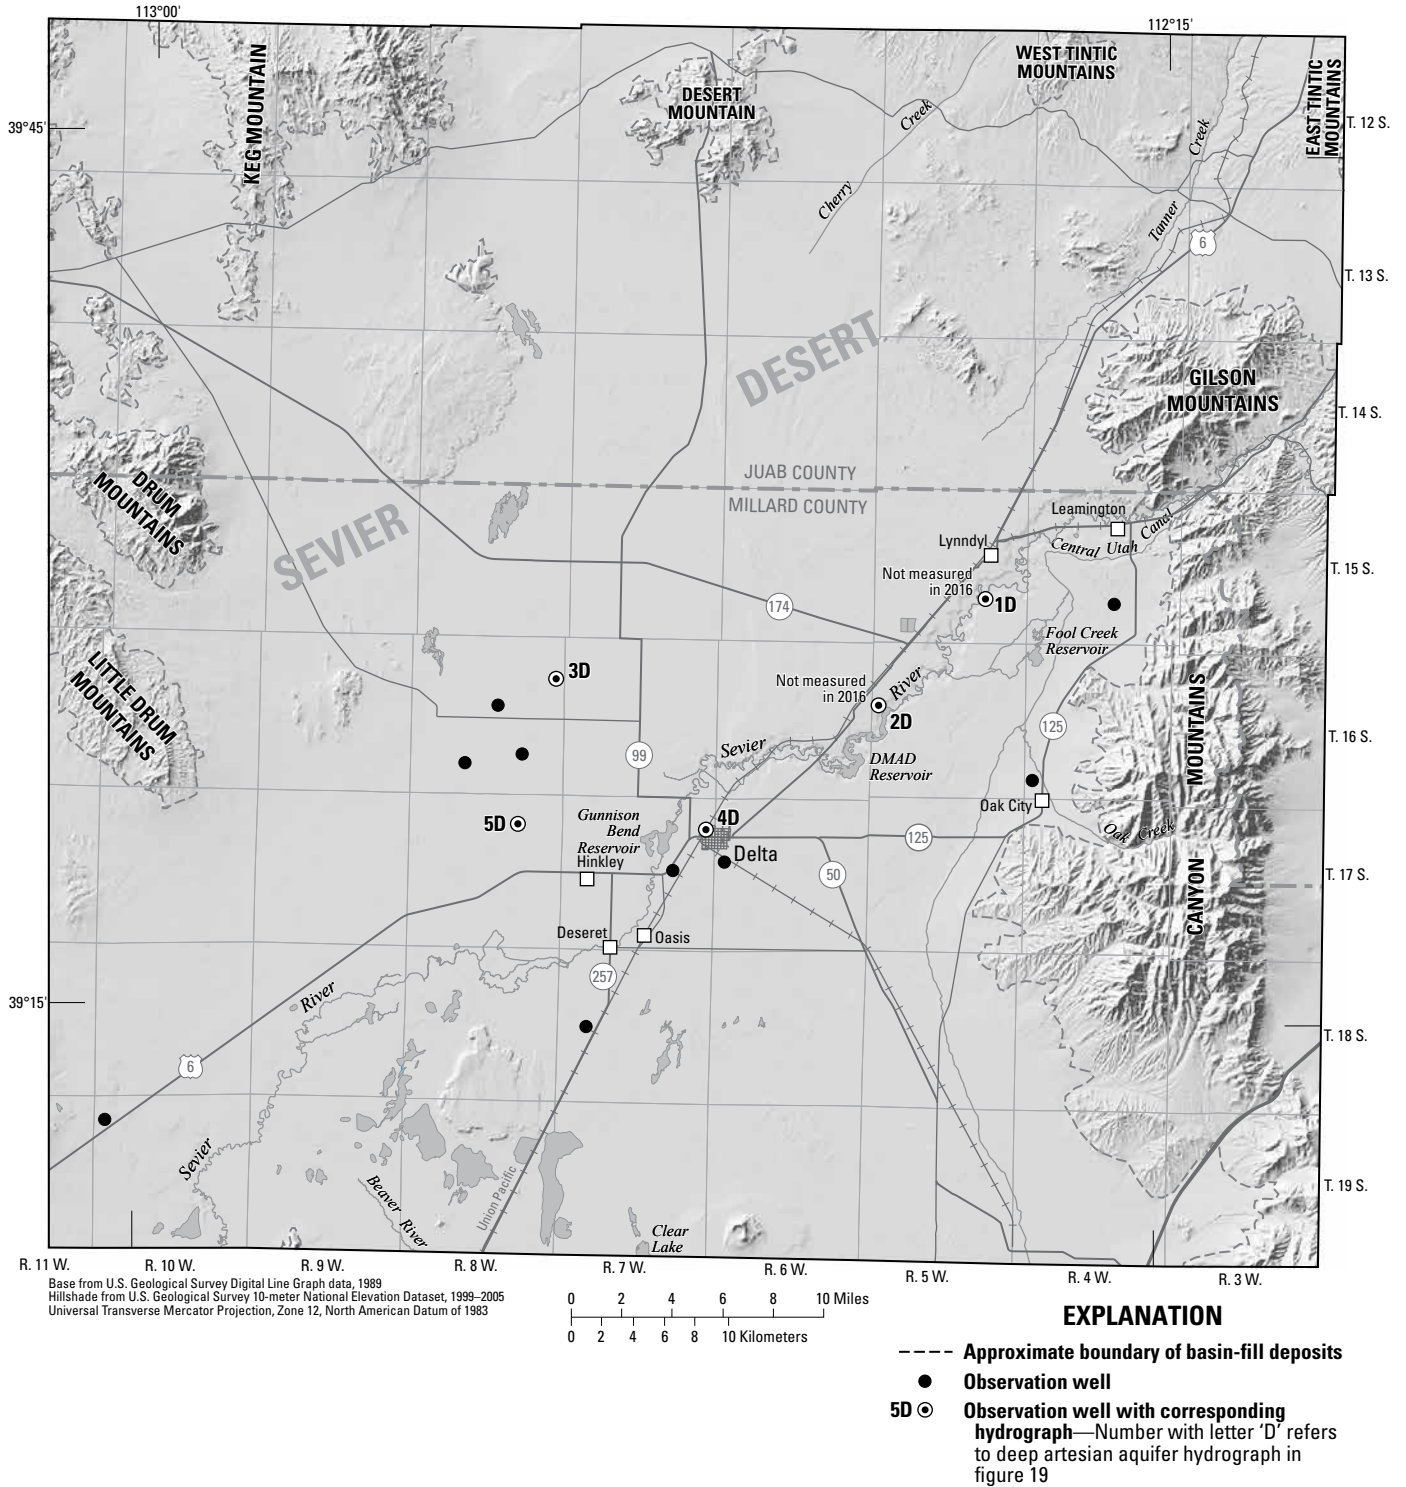 113°00'
112°15'
WEST TINTIC
MOUNTAINS
EAST TINTIC
MOUNTAINS
KEG MOUNTAIN
DESERT
MOUNTAIN
39°45'
T. 12 S.
Cherry
Creek
Tanner
Creek
6
T. 13 S.
SEVIER
DESERT
GILSON
MOUNTAINS
T. 14 S.
JUAB COUNTY
MILLARD COUNTY
DRUM
MOUNTAINS
Leamington
Lynndyl
Central Utah Canal
T. 15 S.
Not measured
in 2016
1D
174
Fool Creek
Reservoir
LITTLE DRUM
MOUNTAINS
3D
Not measured
in 2016
2D
Sevier
River
DMAD
Reservoir
99
125
T. 16 S.
CANYON
MOUNTAINS
Oak City
Oak Creek
5D
Gunnison
Bend
Reservoir
4D
Delta
125
50
Hinkley
T. 17 S.
Deseret
Oasis
257
39°15'
River
T. 18 S.
6
Sevier
Beaver River
Union Pacific
Clear
Lake
T. 19 S.
R. 11 W.
R. 10 W.
R. 9 W.
R. 8 W.
R. 7 W.
R. 6 W.
R. 5 W.
R. 4 W.
R. 3 W.
Base from U.S. Geological Survey Digital Line Graph data, 1989
Hillshade from U.S. Geological Survey 10-meter National Elevation Dataset, 1999–2005
Universal Transverse Mercator Projection, Zone 12, North American Datum of 1983
0 2 4 6 8 10 Miles
0 2 4 6 8 10 Kilometers
EXPLANATION
Approximate boundary of basin-fill deposits
Observation well
5D
Observation well with corresponding
hydrograph—Number with letter ‘D’ refers
to deep artesian aquifer hydrograph in
figure 19